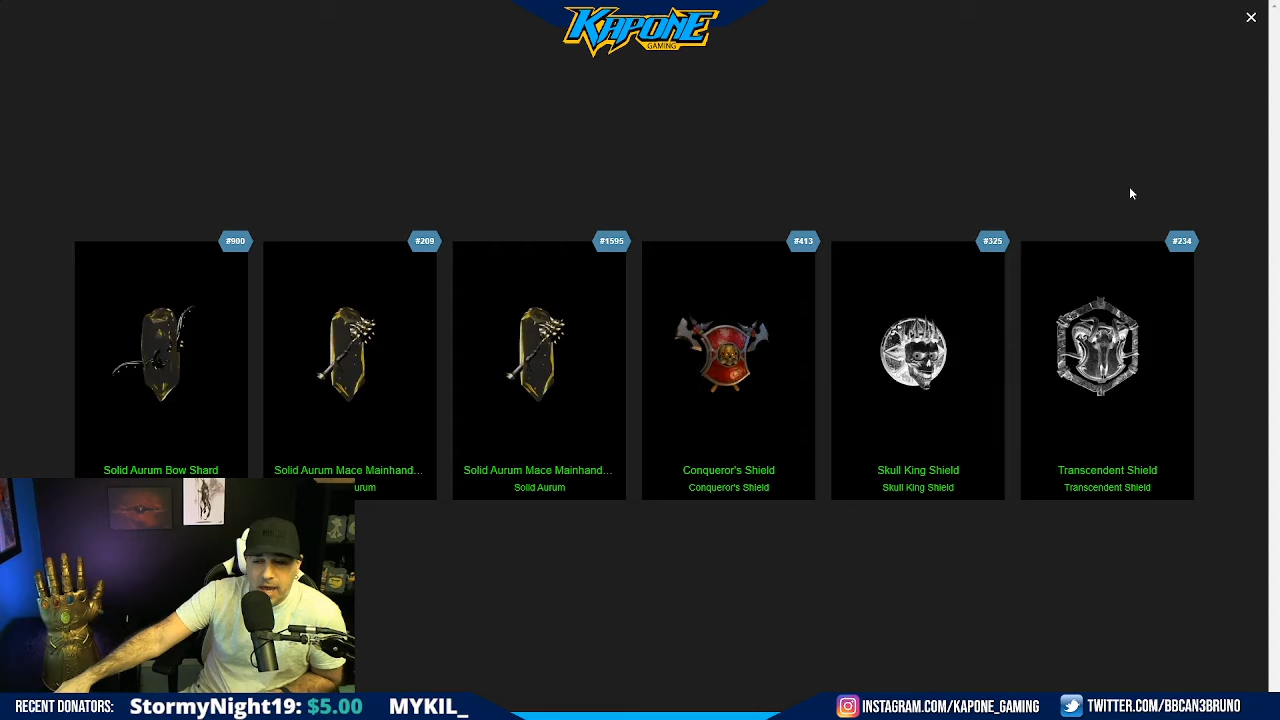 KAPONE
GAMING
#900
#209
#1595
#413
#325
#234
Solid Aurum Bow Shard
Solid Aurum Mace Mainhand...
Solid Aurum Mace Mainhand...
Conqueror's Shield
Skull King Shield
Transcendent Shield
urum
Solid Aurum
Conqueror's Shield
Skull King Shield
Transcendent Shield
RECENT DONATORS: StormyNight19: $5.00 MYKIL_
INSTAGRAM.COM/KAPONE_GAMING
TWITTER.COM/BBCAN3BRUNO